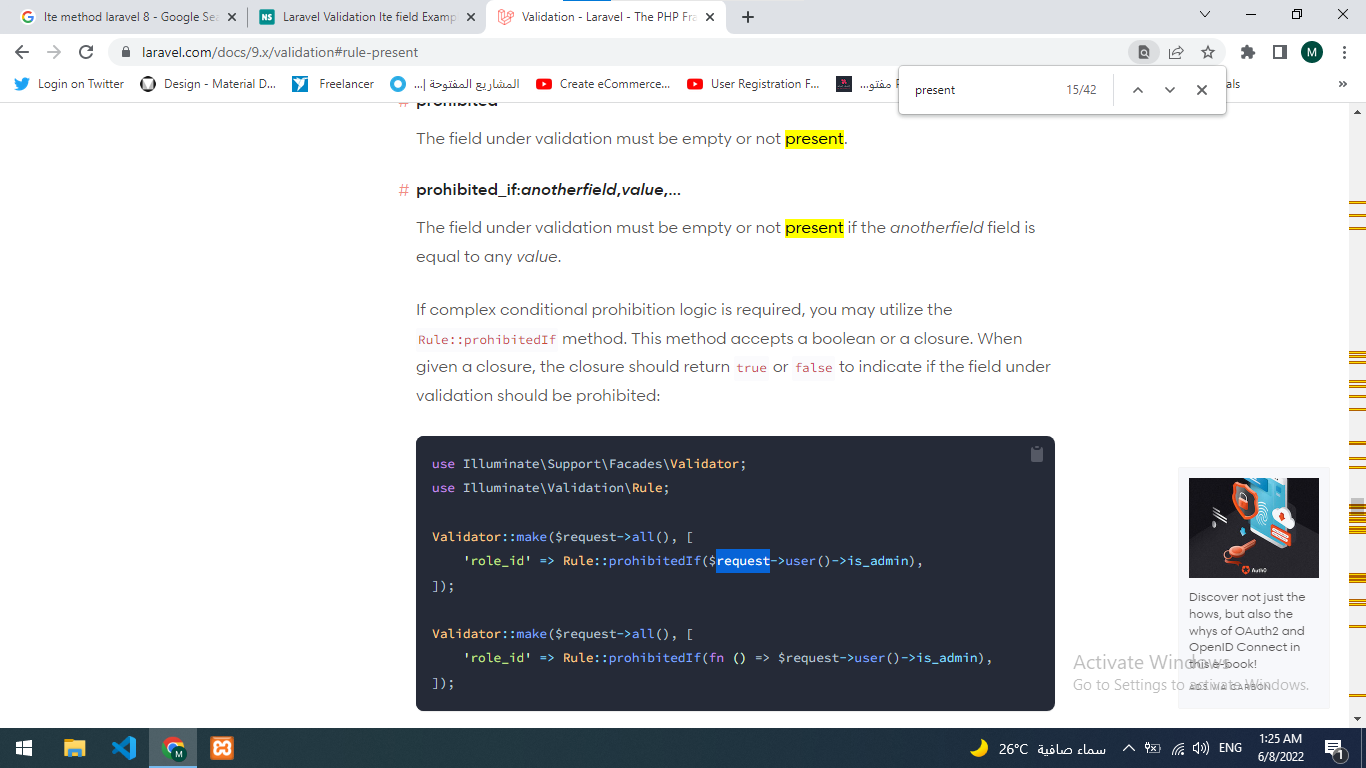 lte method laravel 8 - Google Sea
Laravel Validation lte field Examp
Validation - Laravel - The PHP Fra
laravel.com/docs/9.x/validation#rule-present
M
Login on Twitter
Design - Material D...
Freelancer
المشاريع المفتوحة |...
Create eCommerce...
User Registration F...
مفتو...
als
»
present
15/42
# prohibited
The field under validation must be empty or not present.
# prohibited_if:anotherfield,value,...
The field under validation must be empty or not present if the anotherfield field is
equal to any value.
If complex conditional prohibition logic is required, you may utilize the
Rule::prohibitedIf method. This method accepts a boolean or a closure. When
given a closure, the closure should return true or false to indicate if the field under
validation should be prohibited:
use Illuminate\Support\Facades\Validator;
use Illuminate\Validation\Rule;
Validator::make($request->all(), [
'role_id' => Rule::prohibitedIf($request->user()->is_admin),
]);
Validator::make($request->all(), [
'role_id' => Rule::prohibitedIf(fn () => $request->user()->is_admin),
]);
Auth0
Discover not just the
hows, but also the
whys of OAuth2 and
OpenID Connect in
this e-book!
ADS VIA CARBON
Activate Windows
Go to Settings to activate Windows.
26°C سماء صافية
ENG
1:25 AM
6/8/2022
1